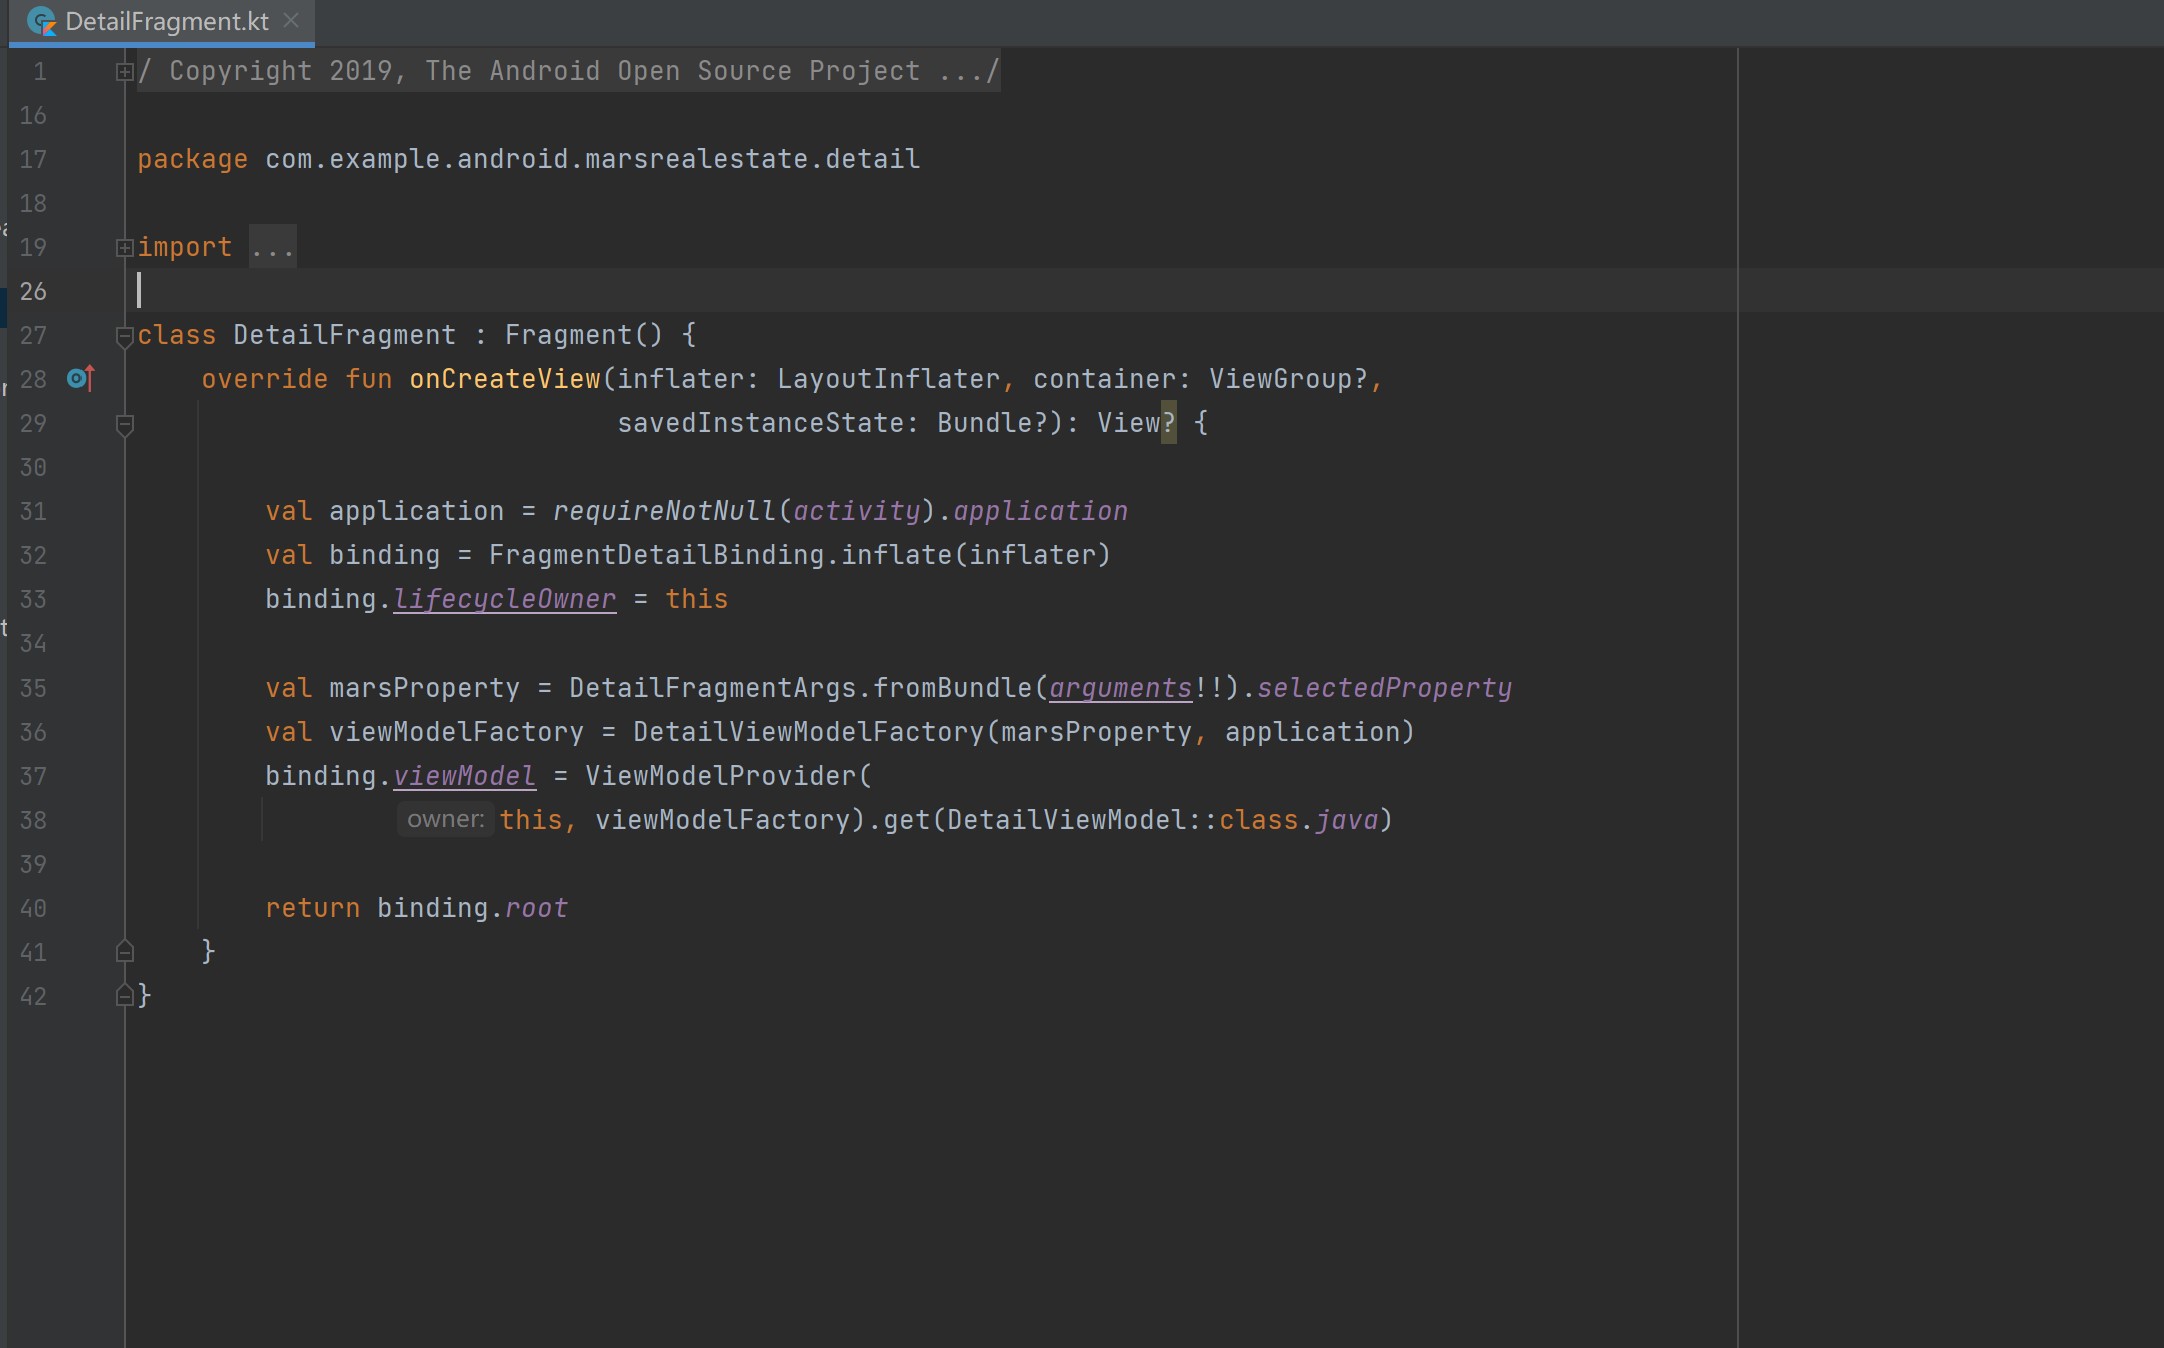 DetailFragment.kt
1 / Copyright 2019, The Android Open Source Project .../
16
17 package com.example.android.marsrealestate.detail
18
19 import ...
26
27 class DetailFragment : Fragment() {
28 override fun onCreateView(inflater: LayoutInflater, container: ViewGroup?,
29 savedInstanceState: Bundle?): View? {
30
31 val application = requireNotNull(activity).application
32 val binding = FragmentDetailBinding.inflate(inflater)
33 binding.lifecycleOwner = this
34
35 val marsProperty = DetailFragmentArgs.fromBundle(arguments!!).selectedProperty
36 val viewModelFactory = DetailViewModelFactory(marsProperty, application)
37 binding.viewModel = ViewModelProvider(
38 owner: this, viewModelFactory).get(DetailViewModel::class.java)
39
40 return binding.root
41 }
42 }